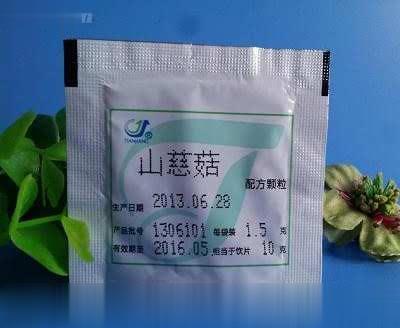 TIANJIANG®
山慈菇
配方颗粒
生产日期 2013.06.28
产品批号 1306101 每袋装 1.5 克
有效期至 2016.05 相当于饮片 10 克